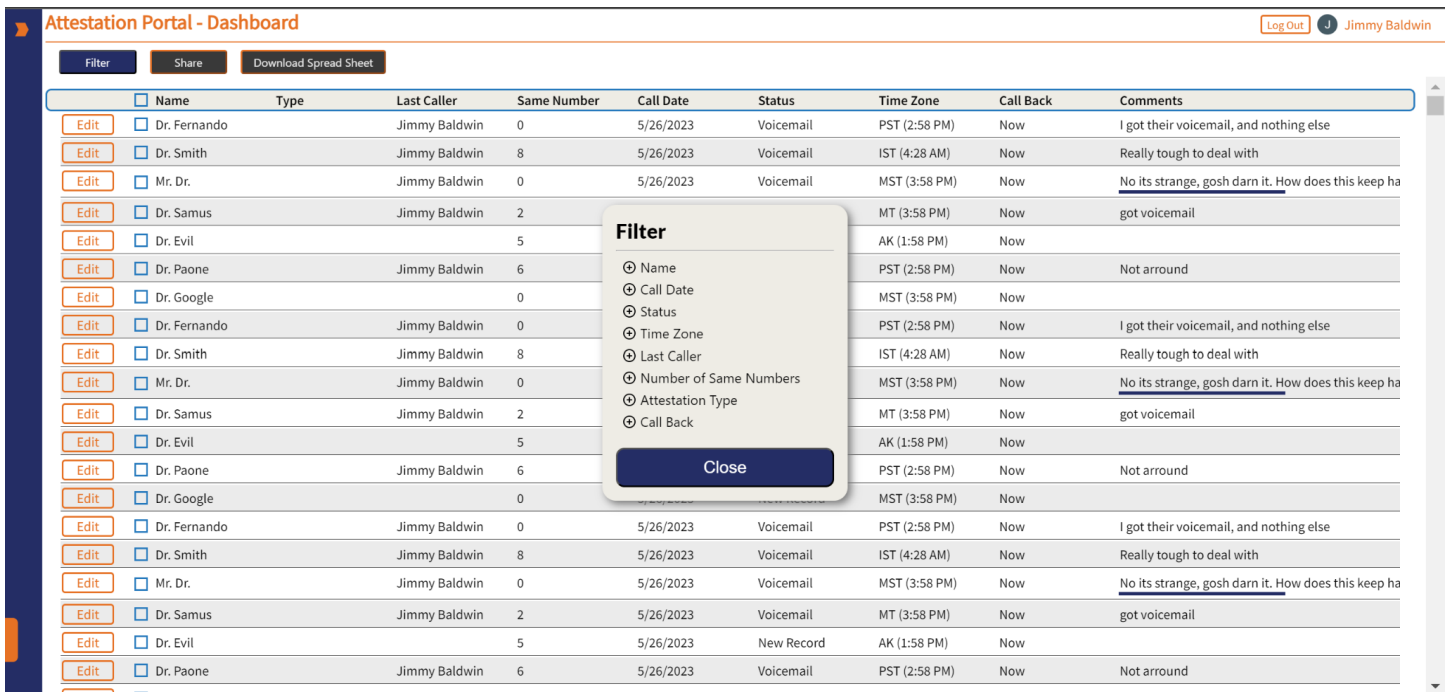 Attestation Portal - Dashboard
Log Out J Jimmy Baldwin
Filter Share Download Spread Sheet
Name Type Last Caller Same Number Call Date Status Time Zone Call Back Comments
Edit Dr. Fernando Jimmy Baldwin 0 5/26/2023 Voicemail PST (2:58 PM) Now I got their voicemail, and nothing else
Edit Dr. Smith Jimmy Baldwin 8 5/26/2023 Voicemail IST (4:28 AM) Now Really tough to deal with
Edit Mr. Dr. Jimmy Baldwin 0 5/26/2023 Voicemail MST (3:58 PM) Now No its strange, gosh darn it. How does this keep ha
Edit Dr. Samus Jimmy Baldwin 2 MT (3:58 PM) Now got voicemail
Edit Dr. Evil 5 AK (1:58 PM) Now
Edit Dr. Paone Jimmy Baldwin 6 PST (2:58 PM) Now Not arround
Edit Dr. Google 0 MST (3:58 PM) Now
Edit Dr. Fernando Jimmy Baldwin 0 PST (2:58 PM) Now I got their voicemail, and nothing else
Edit Dr. Smith Jimmy Baldwin 8 IST (4:28 AM) Now Really tough to deal with
Edit Mr. Dr. Jimmy Baldwin 0 MST (3:58 PM) Now No its strange, gosh darn it. How does this keep ha
Edit Dr. Samus Jimmy Baldwin 2 MT (3:58 PM) Now got voicemail
Edit Dr. Evil 5 AK (1:58 PM) Now
Edit Dr. Paone Jimmy Baldwin 6 PST (2:58 PM) Now Not arround
Edit Dr. Google 0 MST (3:58 PM) Now
Edit Dr. Fernando Jimmy Baldwin 0 5/26/2023 Voicemail PST (2:58 PM) Now I got their voicemail, and nothing else
Edit Dr. Smith Jimmy Baldwin 8 5/26/2023 Voicemail IST (4:28 AM) Now Really tough to deal with
Edit Mr. Dr. Jimmy Baldwin 0 5/26/2023 Voicemail MST (3:58 PM) Now No its strange, gosh darn it. How does this keep ha
Edit Dr. Samus Jimmy Baldwin 2 5/26/2023 Voicemail MT (3:58 PM) Now got voicemail
Edit Dr. Evil 5 5/26/2023 New Record AK (1:58 PM) Now
Edit Dr. Paone Jimmy Baldwin 6 5/26/2023 Voicemail PST (2:58 PM) Now Not arround
Filter
Name
Call Date
Status
Time Zone
Last Caller
Number of Same Numbers
Attestation Type
Call Back
Close